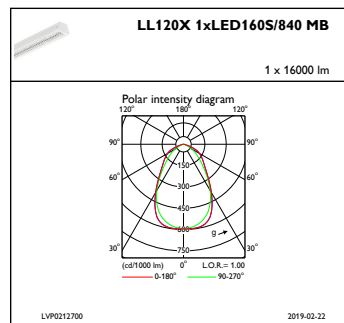 LL120X 1xLED160S/840 MB
1 x 16000 lm
Polar intensity diagram
120° 180° 120°
90° 90°
150
60° 60°
300
450
600
750
30° 30°
(cd/1000 lm) 0° L.O.R.= 1.00
0-180° 90-270°
LVP0212700 2019-02-22